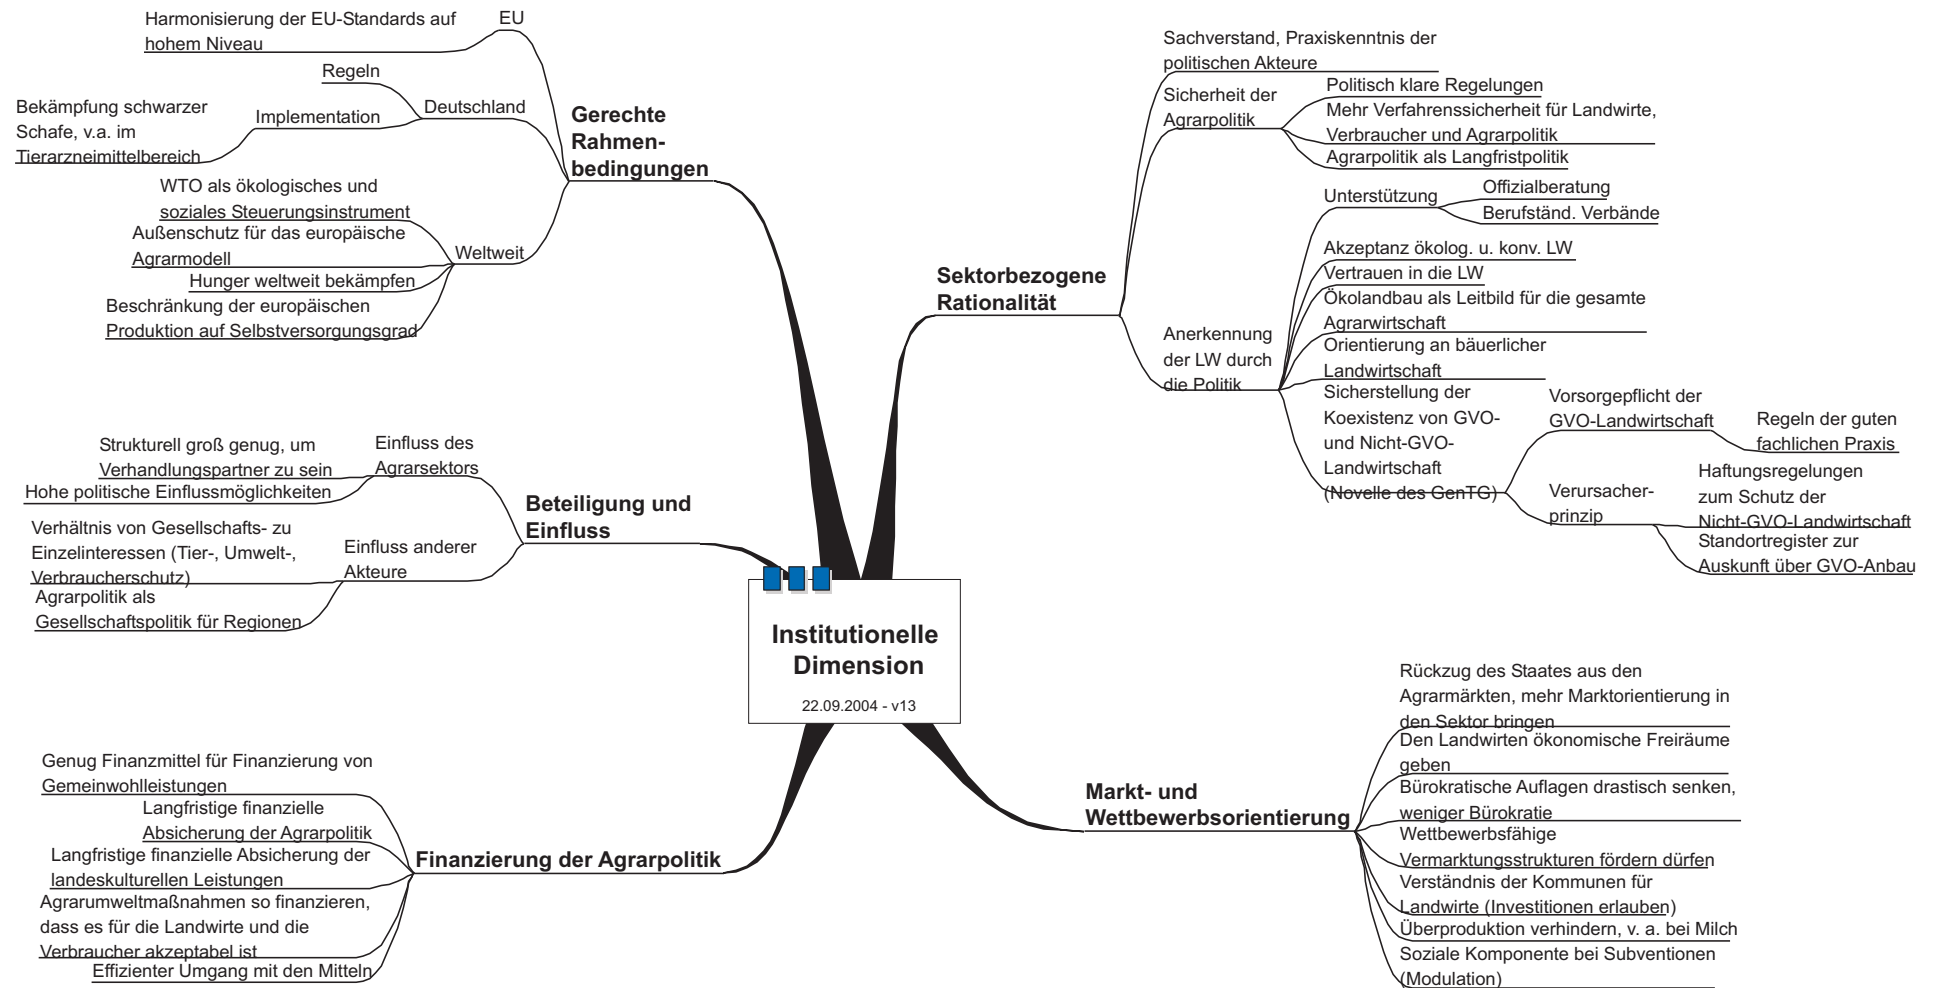 Harmonisierung der EU-Standards auf
hohem Niveau
EU
Regeln
Bekämpfung schwarzer
Schafe, v.a. im
Tierarzneimittelbereich
Implementation
Deutschland
Gerechte
Rahmen-
bedingungen
WTO als ökologisches und
soziales Steuerungsinstrument
Außenschutz für das europäische
Agrarmodell
Hunger weltweit bekämpfen
Beschränkung der europäischen
Produktion auf Selbstversorgungsgrad
Weltweit
Strukturell groß genug, um
Verhandlungspartner zu sein
Hohe politische Einflussmöglichkeiten
Einfluss des
Agrarsektors
Beteiligung und
Einfluss
Verhältnis von Gesellschafts- zu
Einzelinteressen (Tier-, Umwelt-,
Verbraucherschutz)
Agrarpolitik als
Gesellschaftspolitik für Regionen
Einfluss anderer
Akteure
Institutionelle
Dimension
22.09.2004 - v13
Genug Finanzmittel für Finanzierung von
Gemeinwohlleistungen
Langfristige finanzielle
Absicherung der Agrarpolitik
Langfristige finanzielle Absicherung der
landeskulturellen Leistungen
Agrarumweltmaßnahmen so finanzieren,
dass es für die Landwirte und die
Verbraucher akzeptabel ist
Effizienter Umgang mit den Mitteln
Finanzierung der Agrarpolitik
Sektorbezogene
Rationalität
Sachverstand, Praxiskenntnis der
politischen Akteure
Sicherheit der
Agrarpolitik
Politisch klare Regelungen
Mehr Verfahrenssicherheit für Landwirte,
Verbraucher und Agrarpolitik
Agrarpolitik als Langfristpolitik
Anerkennung
der LW durch
die Politik
Unterstützung
Offizialberatung
Berufständ. Verbände
Akzeptanz ökolog. u. konv. LW
Vertrauen in die LW
Ökolandbau als Leitbild für die gesamte
Agrarwirtschaft
Orientierung an bäuerlicher
Landwirtschaft
Sicherstellung der
Koexistenz von GVO-
und Nicht-GVO-
Landwirtschaft
(Novelle des GenTG)
Vorsorgepflicht der
GVO-Landwirtschaft
Regeln der guten
fachlichen Praxis
Verursacher-
prinzip
Haftungsregelungen
zum Schutz der
Nicht-GVO-Landwirtschaft
Standortregister zur
Auskunft über GVO-Anbau
Markt- und
Wettbewerbsorientierung
Rückzug des Staates aus den
Agrarmärkten, mehr Marktorientierung in
den Sektor bringen
Den Landwirten ökonomische Freiräume
geben
Bürokratische Auflagen drastisch senken,
weniger Bürokratie
Wettbewerbsfähige
Vermarktungsstrukturen fördern dürfen
Verständnis der Kommunen für
Landwirte (Investitionen erlauben)
Überproduktion verhindern, v. a. bei Milch
Soziale Komponente bei Subventionen
(Modulation)